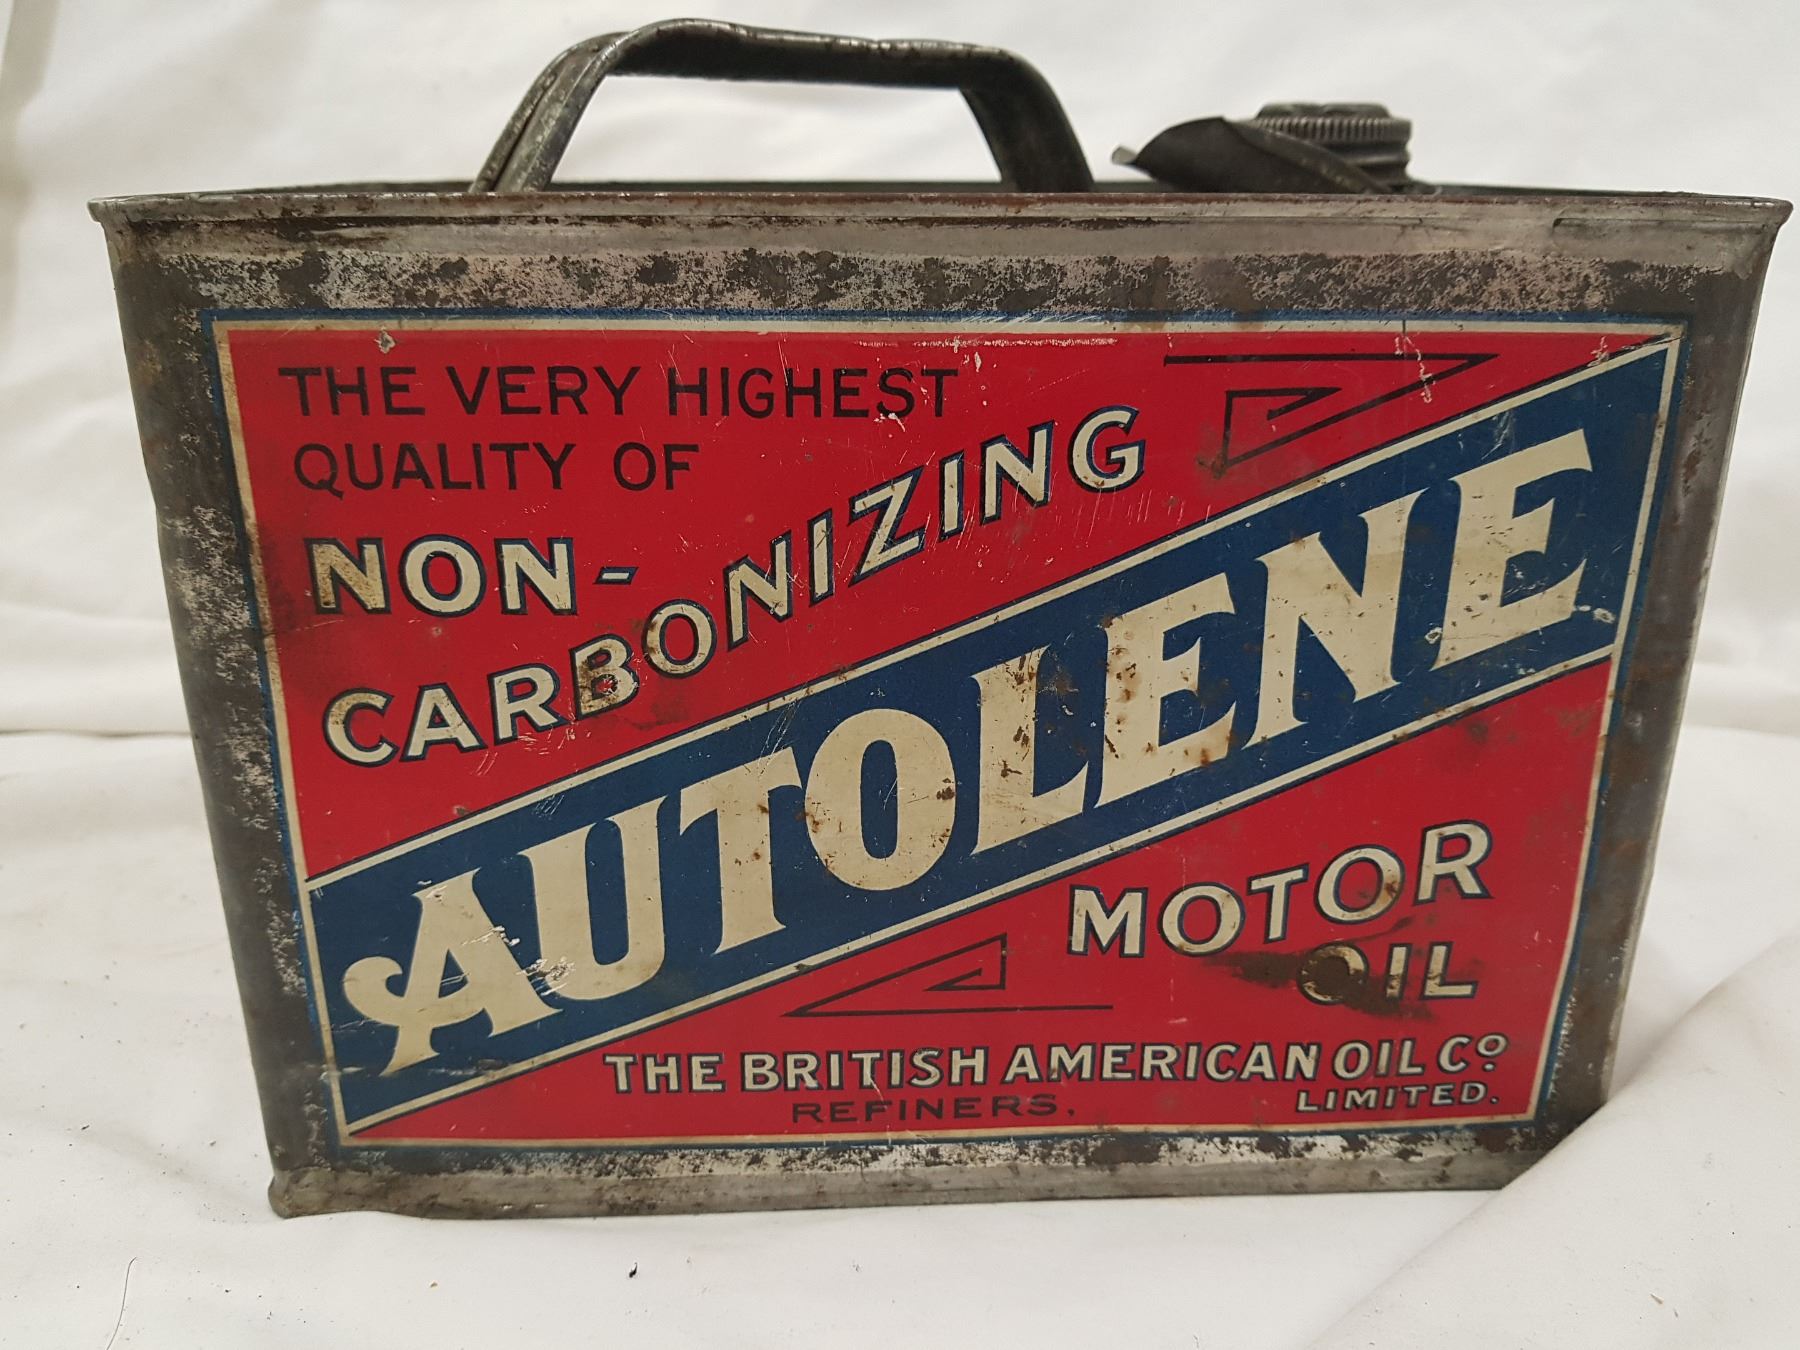 THE VERY HIGHEST
QUALITY OF
NON-
CARBONIZING
AUTOLENE
MOTOR
OIL
THE BRITISH AMERICAN OIL Cº
LIMITED.
REFINERS.